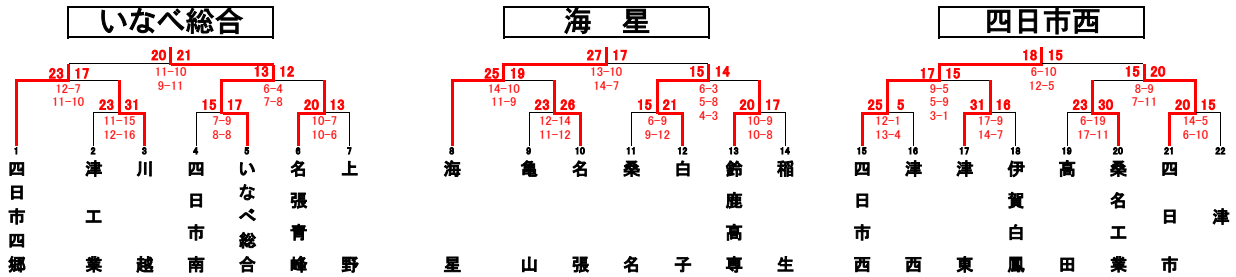 いなべ総合 海 星 四日市西
20 21 27 17 18 15
11-10 13-10 6-10
9-11 14-7 12-5
23 17 13 12 25 19 15 14 17 15 15 20
12-7 6-4 14-10 6-3 9-5 8-9
11-10 7-8 11-9 5-8 5-9 7-11
4-3 3-1
23 31 15 17 20 13 23 26 15 21 20 17 25 5 31 16 23 30 20 15
11-15 7-9 10-7 12-14 6-9 10-9 12-1 17-9 6-19 14-5
12-16 8-8 10-6 11-12 9-12 10-8 13-4 14-7 17-11 6-10
1 2 3 4 5 6 7 8 9 10 11 12 13 14 15 16 17 18 19 20 21 22
四日市四郷
津工業
川越
四日市南
いなべ総合
名張青峰
上野
海星
亀山
名張
桑名
白子
鈴鹿高専
稲生
四日市西
津西
津東
伊賀白鳳
高田
桑名工業
四日市
津